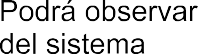 Podrá observar
del sistema